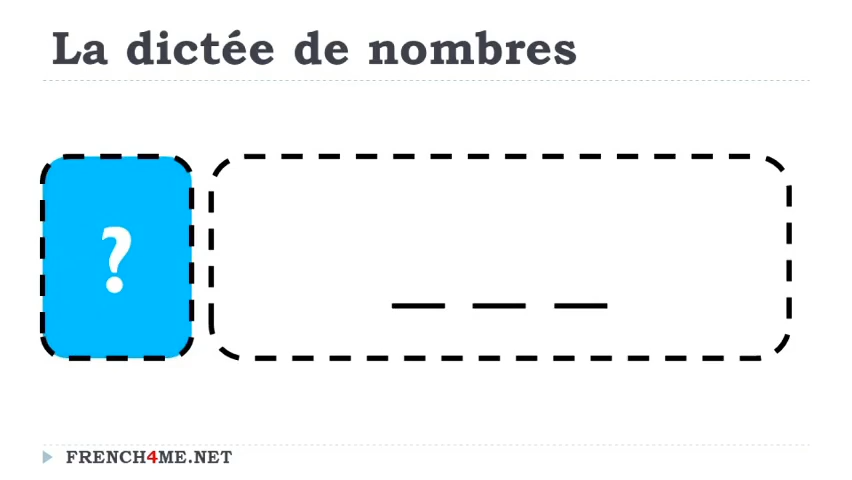 La dictée de nombres
?
_ _ _
FRENCH4ME.NET